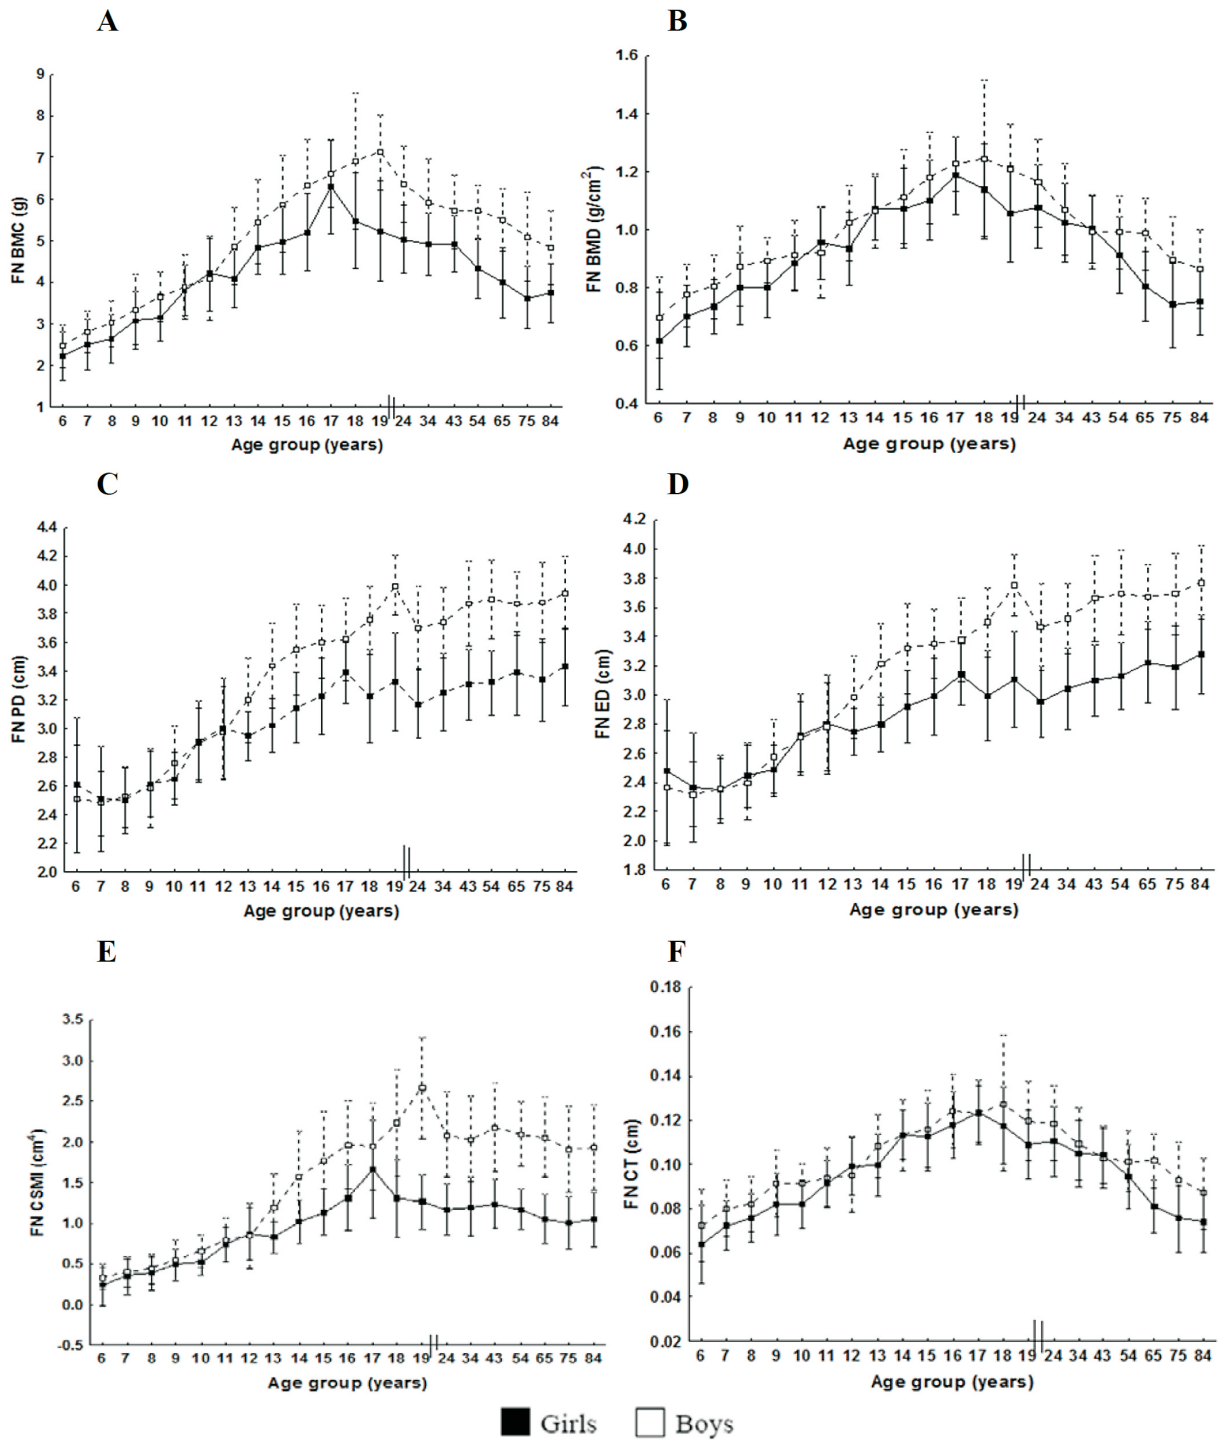 A
B
FN BMC (g)
9
8
7
6
5
4
3
2
1
6 7 8 9 10 11 12 13 14 15 16 17 18 19 24 34 43 54 65 75 84
Age group (years)
FN BMD (g/cm²)
1.6
1.4
1.2
1.0
0.8
0.6
0.4
6 7 8 9 10 11 12 13 14 15 16 17 18 19 24 34 43 54 65 75 84
Age group (years)
C
D
FN PD (cm)
4.4
4.2
4.0
3.8
3.6
3.4
3.2
3.0
2.8
2.6
2.4
2.2
2.0
6 7 8 9 10 11 12 13 14 15 16 17 18 19 24 34 43 54 65 75 84
Age group (years)
FN ED (cm)
4.2
4.0
3.8
3.6
3.4
3.2
3.0
2.8
2.6
2.4
2.2
2.0
1.8
6 7 8 9 10 11 12 13 14 15 16 17 18 19 24 34 43 54 65 75 84
Age group (years)
E
F
FN CSMI (cm⁴)
3.5
3.0
2.5
2.0
1.5
1.0
0.5
0.0
-0.5
6 7 8 9 10 11 12 13 14 15 16 17 18 19 24 34 43 54 65 75 84
Age group (years)
FN CT (cm)
0.18
0.16
0.14
0.12
0.10
0.08
0.06
0.04
0.02
6 7 8 9 10 11 12 13 14 15 16 17 18 19 24 34 43 54 65 75 84
Age group (years)
Girls Boys